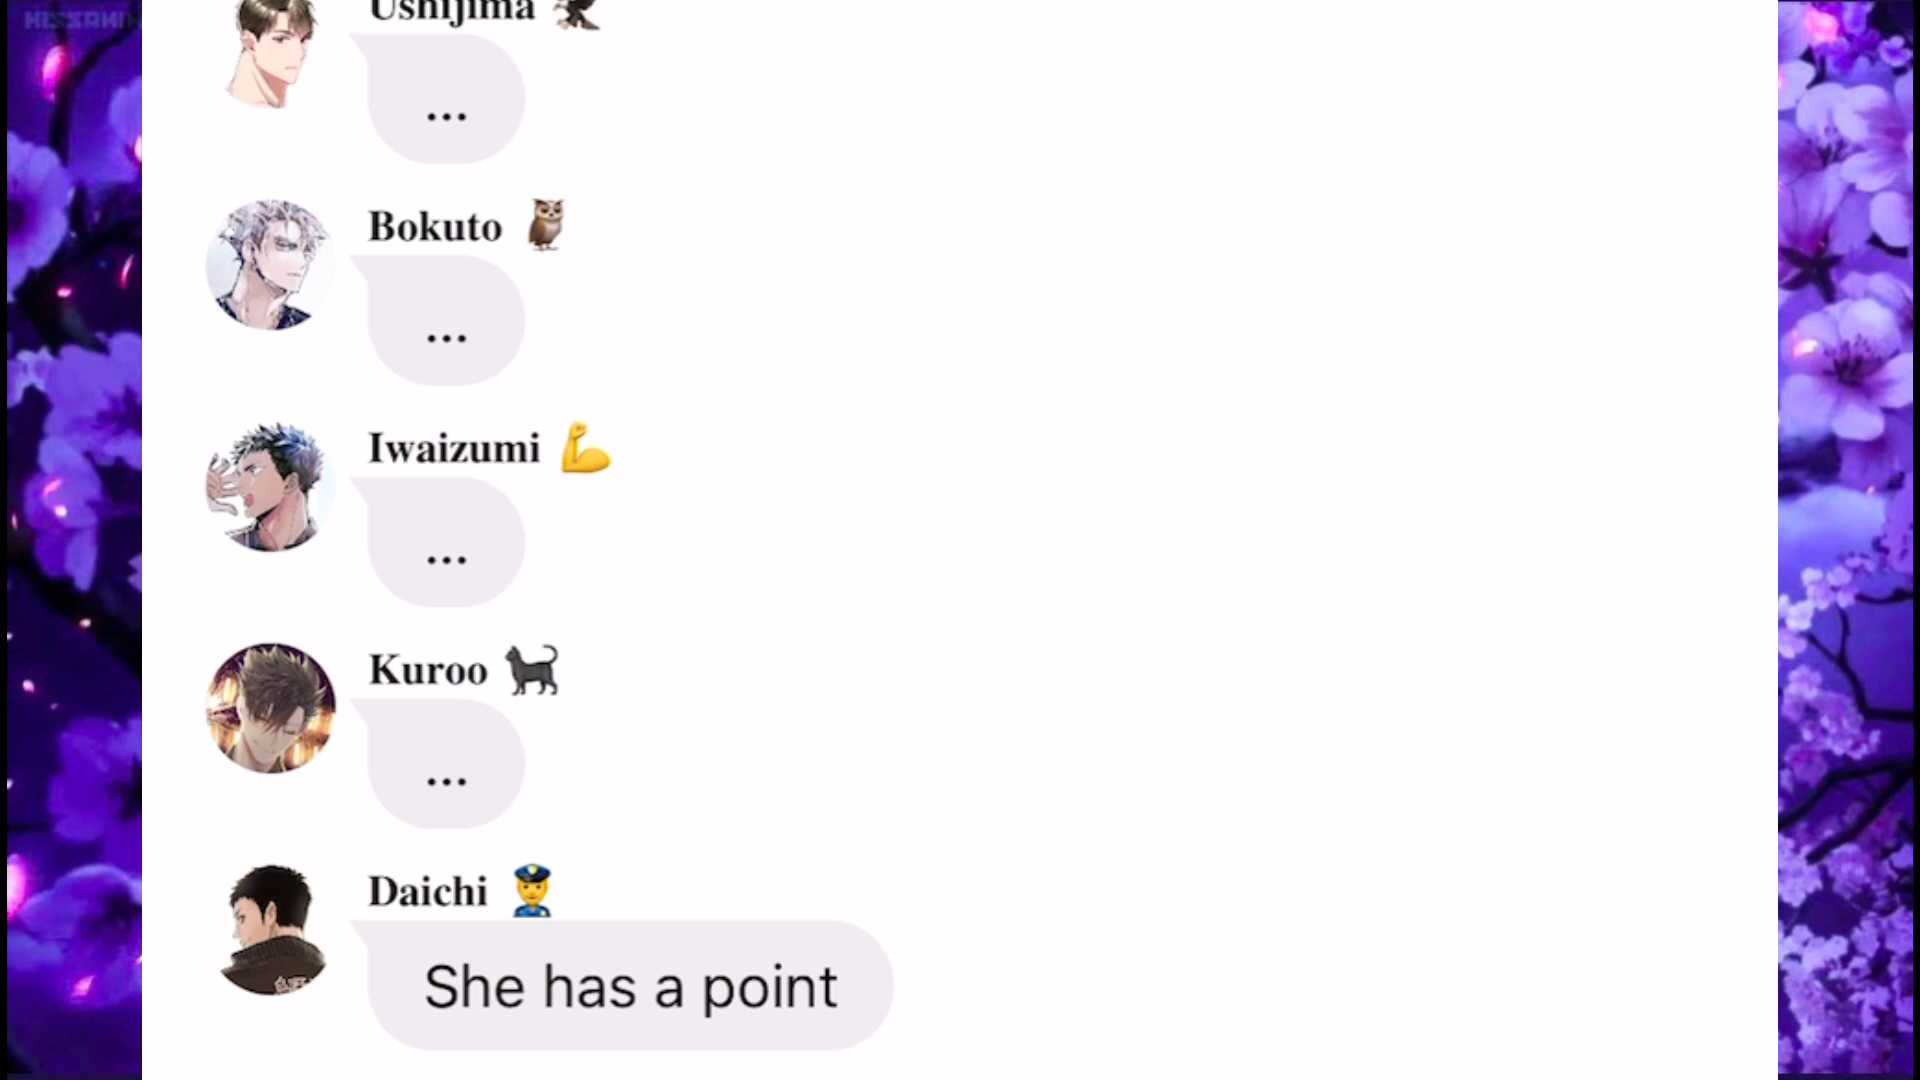 Ushijima
...
Bokuto
...
Iwaizumi
...
Kuroo
...
Daichi
She has a point